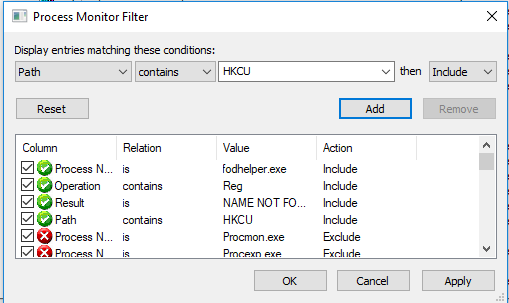 Process Monitor Filter
Display entries matching these conditions:
Path contains HKCU then Include
Reset Add Remove
Column Relation Value Action
Process N... is fodhelper.exe Include
Operation contains Reg Include
Result is NAME NOT FO... Include
Path contains HKCU Include
Process N... is Procmon.exe Exclude
Process N... is Procexp.exe Exclude
OK Cancel Apply